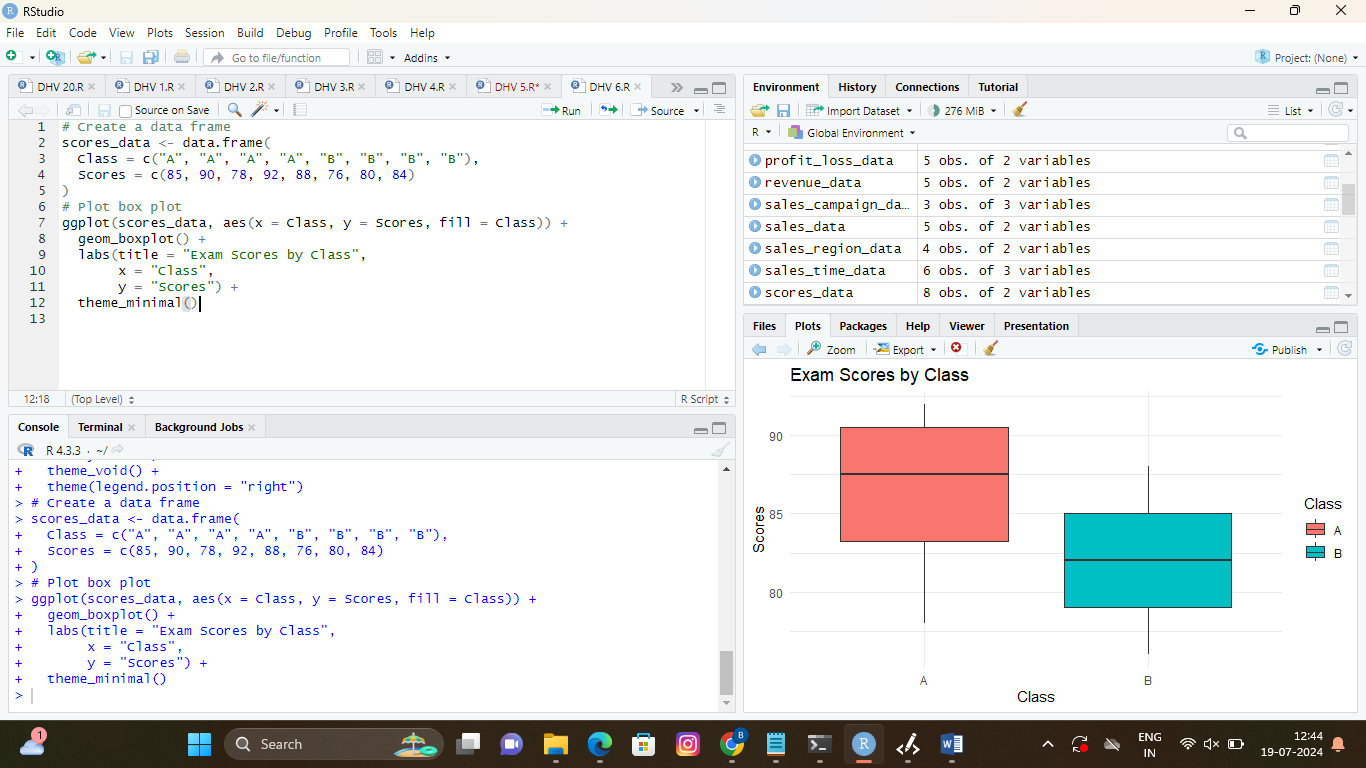 RStudio
File Edit Code View Plots Session Build Debug Profile Tools Help
Go to file/function Addins Project: (None)
DHV 20.R DHV 1.R DHV 2.R DHV 3.R DHV 4.R DHV 5.R* DHV 6.R
Source on Save Run Source
1 # Create a data frame
2 scores_data <- data.frame(
3 Class = c("A", "A", "A", "A", "B", "B", "B", "B"),
4 Scores = c(85, 90, 78, 92, 88, 76, 80, 84)
5 )
6 # Plot box plot
7 ggplot(scores_data, aes(x = Class, y = Scores, fill = Class)) +
8 geom_boxplot() +
9 labs(title = "Exam Scores by Class",
10 x = "Class",
11 y = "Scores") +
12 theme_minimal()
13
12:18 (Top Level) R Script
Console Terminal Background Jobs
R 4.3.3 · ~/
+ theme_void() +
+ theme(legend.position = "right")
> # Create a data frame
> scores_data <- data.frame(
+ Class = c("A", "A", "A", "A", "B", "B", "B", "B"),
+ Scores = c(85, 90, 78, 92, 88, 76, 80, 84)
+ )
> # Plot box plot
> ggplot(scores_data, aes(x = Class, y = Scores, fill = Class)) +
+ geom_boxplot() +
+ labs(title = "Exam Scores by Class",
+ x = "Class",
+ y = "Scores") +
+ theme_minimal()
>
Environment History Connections Tutorial
Import Dataset 276 MiB List
R Global Environment
profit_loss_data 5 obs. of 2 variables
revenue_data 5 obs. of 2 variables
sales_campaign_da… 3 obs. of 3 variables
sales_data 5 obs. of 2 variables
sales_region_data 4 obs. of 2 variables
sales_time_data 6 obs. of 3 variables
scores_data 8 obs. of 2 variables
Files Plots Packages Help Viewer Presentation
Zoom Export Publish
Exam Scores by Class
90
85
80
Scores
A B
Class
Class
A
B
1
Search
B
ENG
IN
12:44
19-07-2024